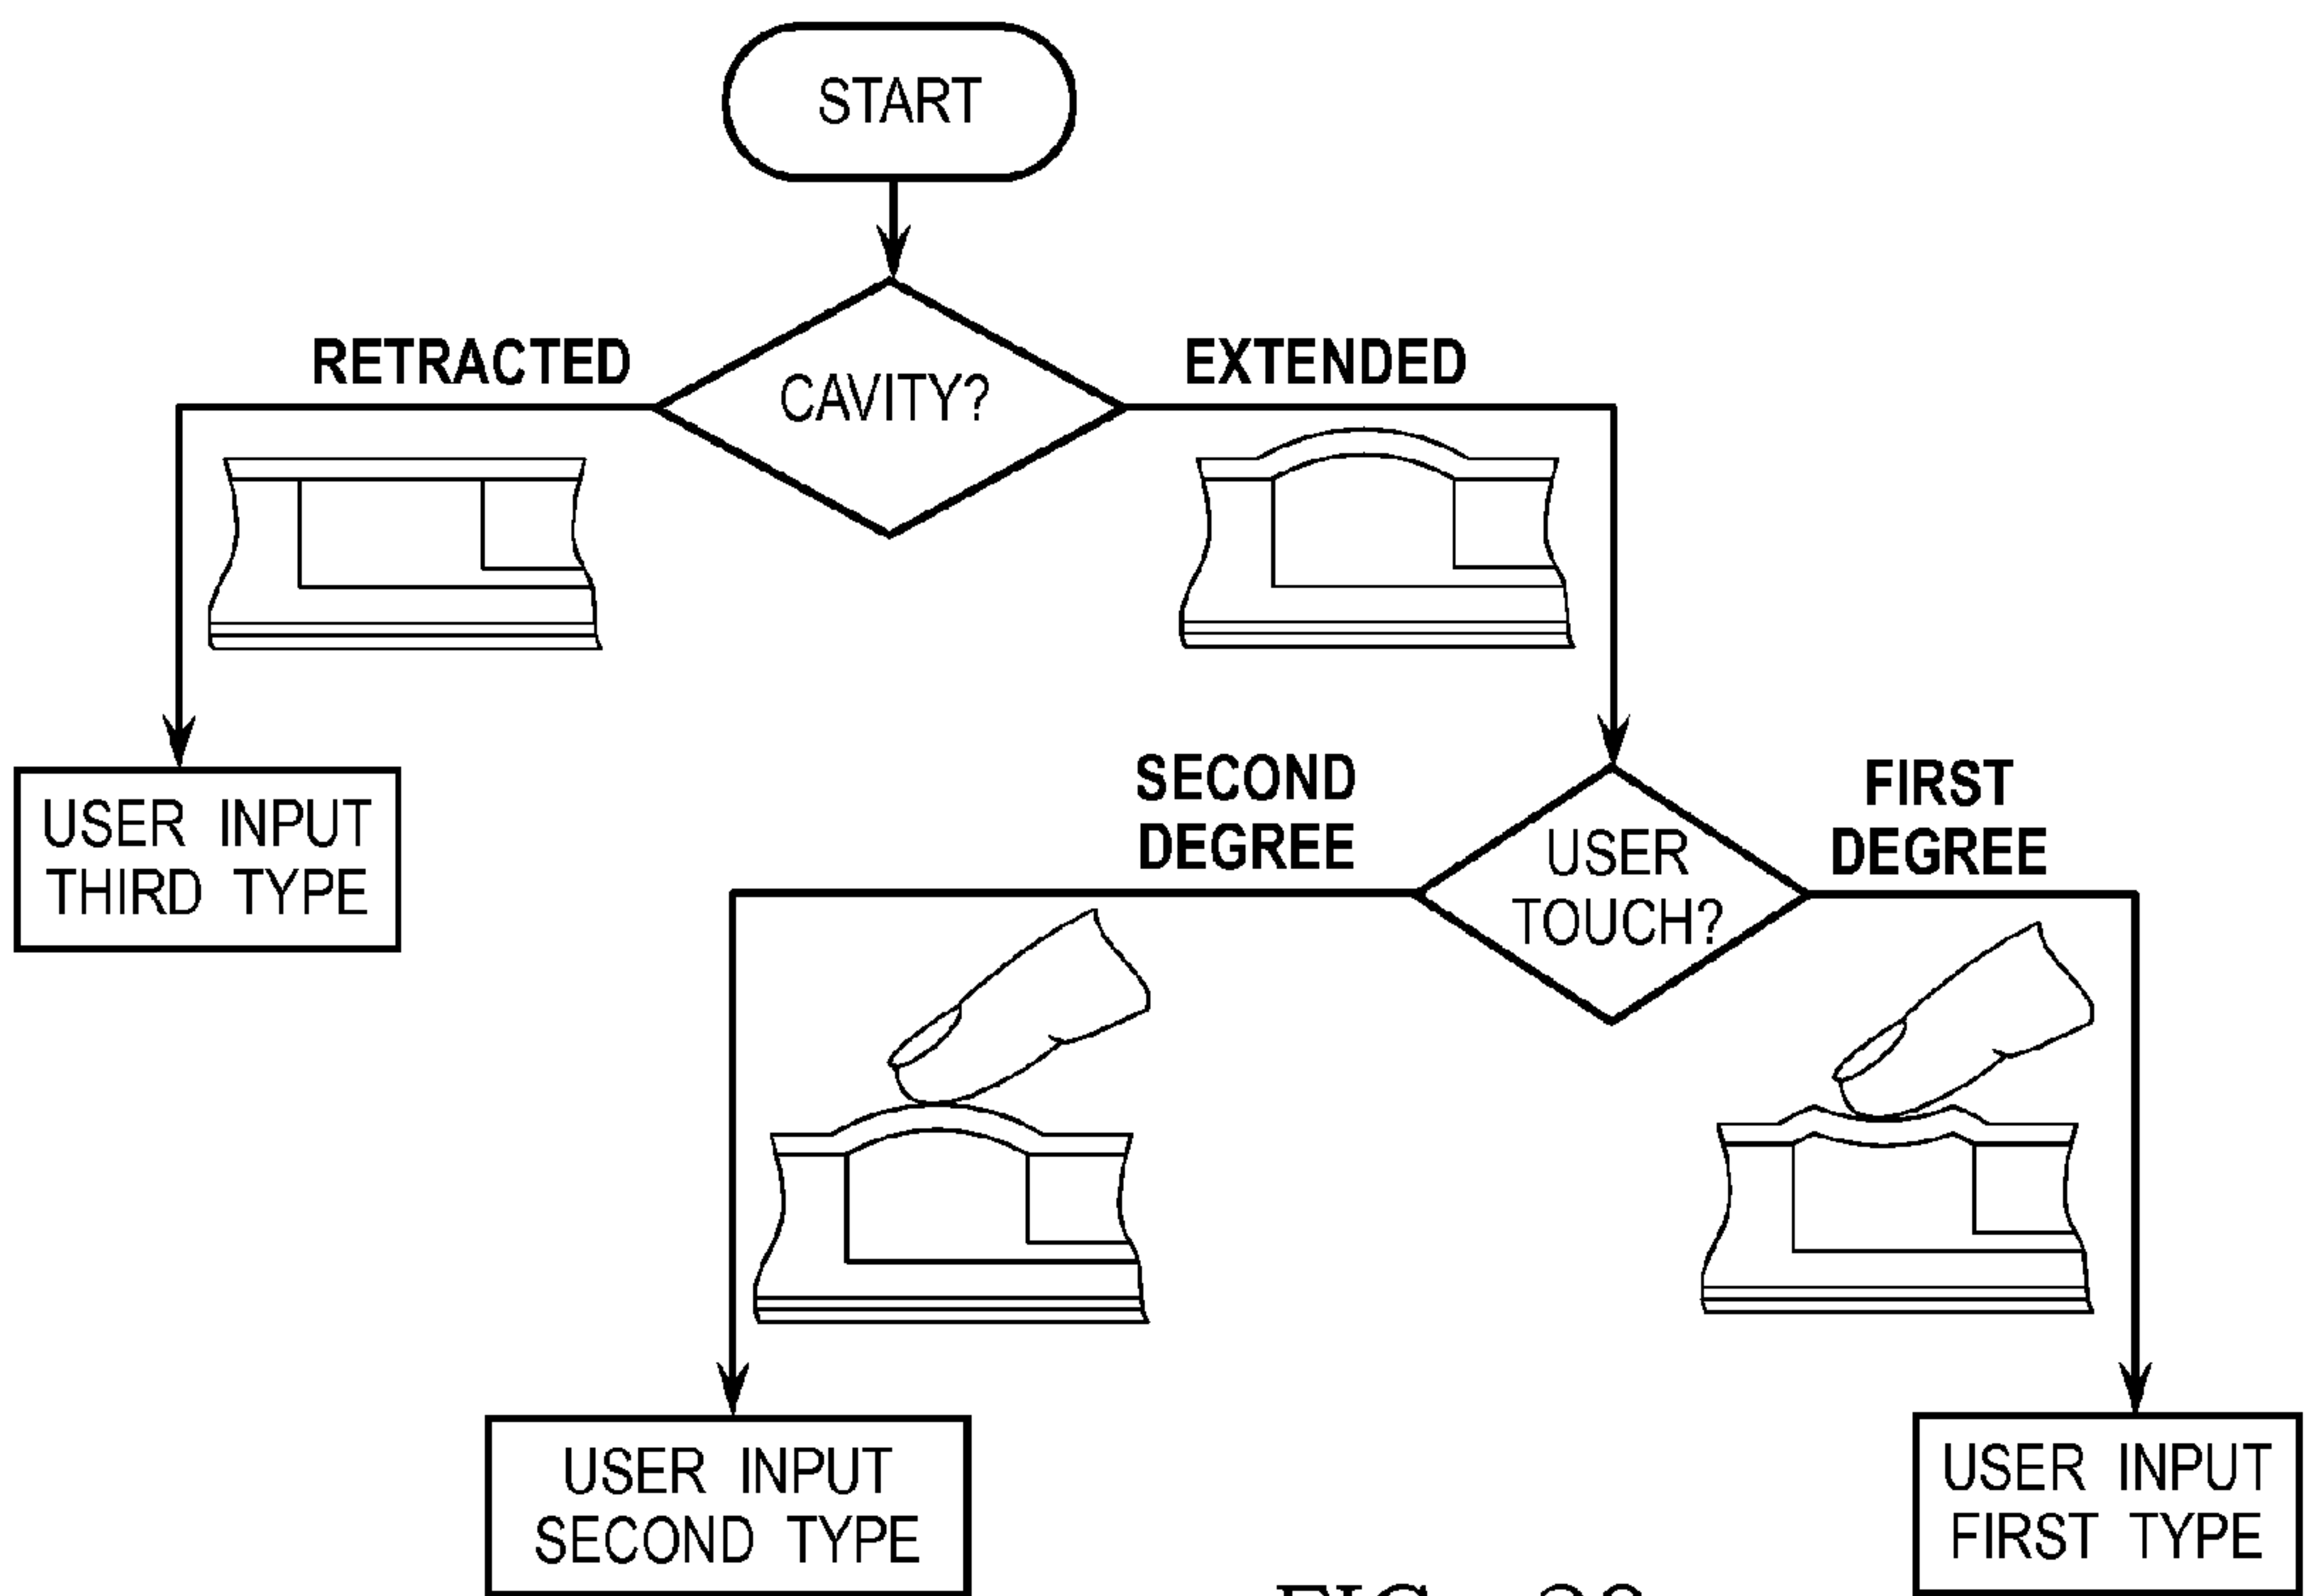 START
RETRACTED
CAVITY?
EXTENDED
USER INPUT
THIRD TYPE
SECOND
DEGREE
USER
TOUCH?
FIRST
DEGREE
USER INPUT
SECOND TYPE
USER INPUT
FIRST TYPE